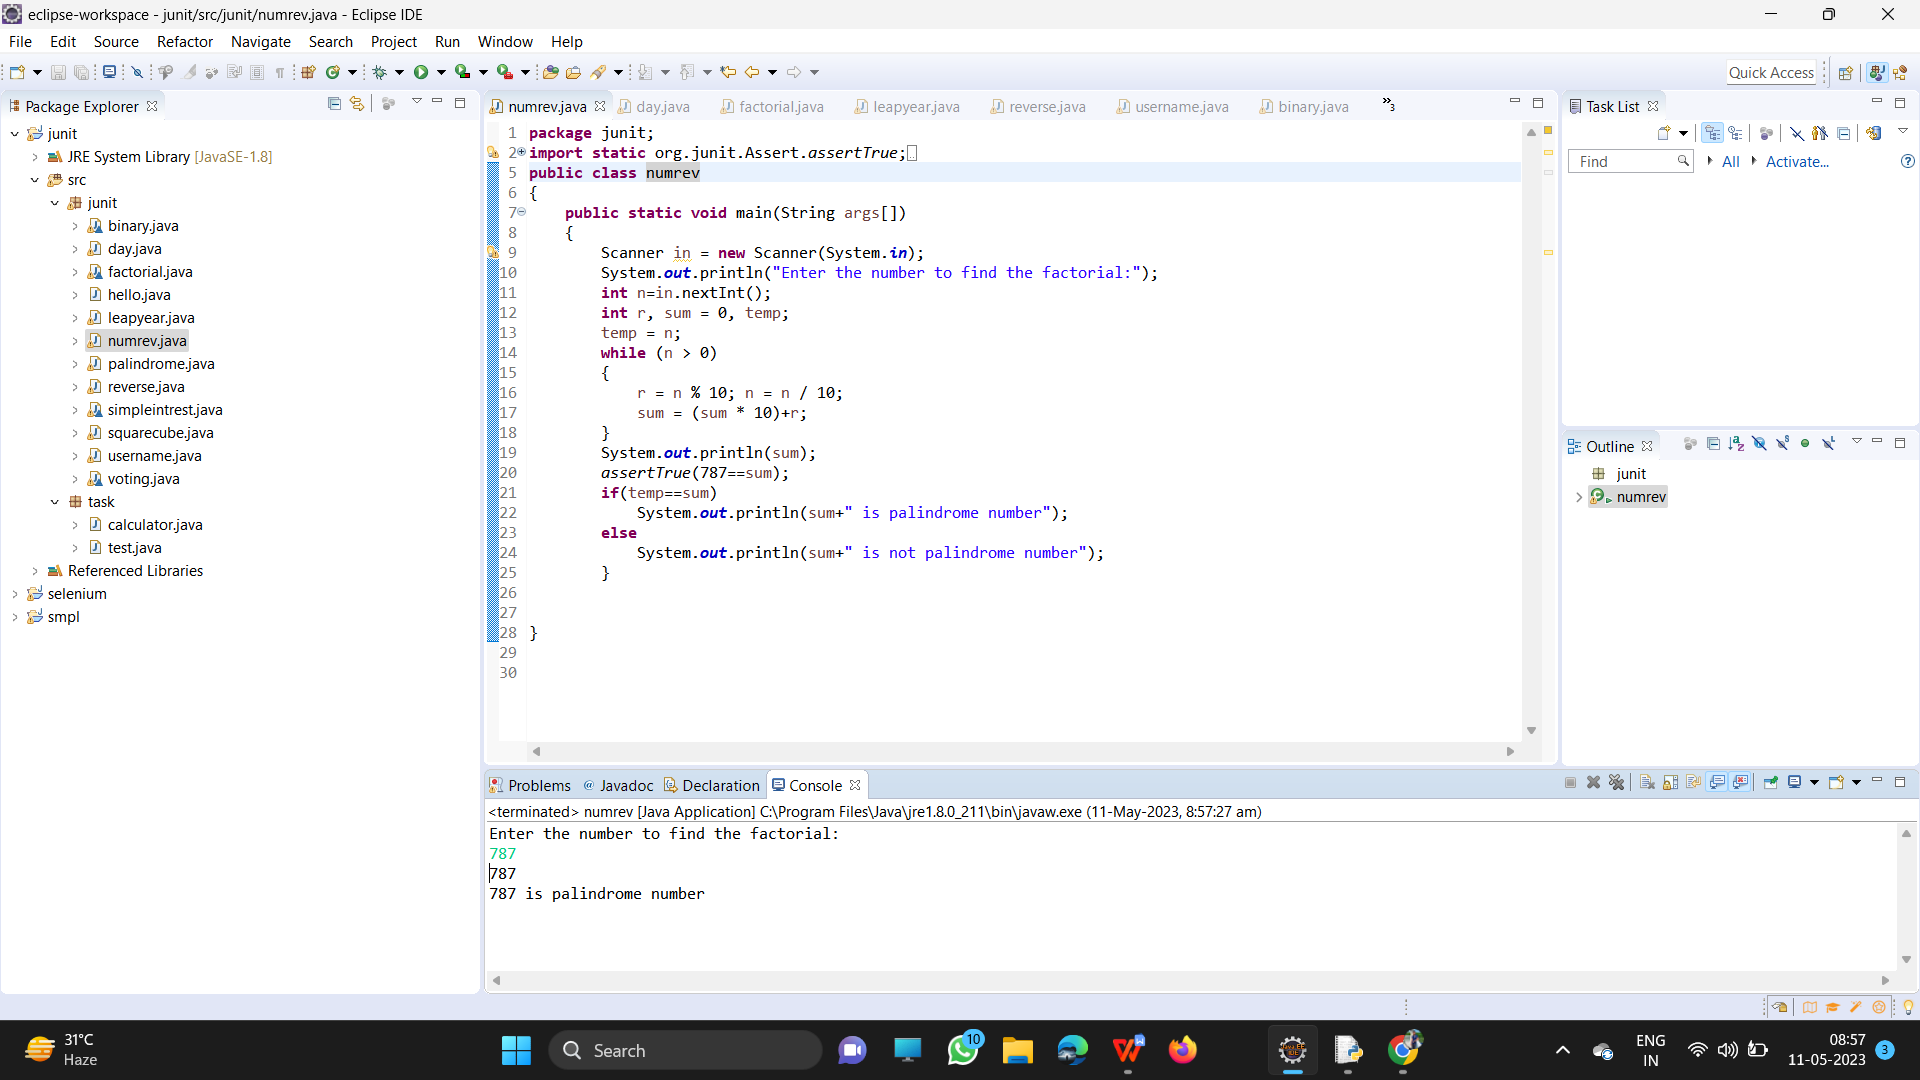 eclipse-workspace - junit/src/junit/numrev.java - Eclipse IDE
File Edit Source Refactor Navigate Search Project Run Window Help
Quick Access
Package Explorer
junit
JRE System Library [JavaSE-1.8]
src
junit
binary.java
day.java
factorial.java
hello.java
leapyear.java
numrev.java
palindrome.java
reverse.java
simpleintrest.java
squarecube.java
username.java
voting.java
task
calculator.java
test.java
Referenced Libraries
selenium
smpl
numrev.java day.java factorial.java leapyear.java reverse.java username.java binary.java »3
1 package junit;
2 import static org.junit.Assert.assertTrue;
5 public class numrev
6 {
7 public static void main(String args[])
8 {
9 Scanner in = new Scanner(System.in);
10 System.out.println("Enter the number to find the factorial:");
11 int n=in.nextInt();
12 int r, sum = 0, temp;
13 temp = n;
14 while (n > 0)
15 {
16 r = n % 10; n = n / 10;
17 sum = (sum * 10)+r;
18 }
19 System.out.println(sum);
20 assertTrue(787==sum);
21 if(temp==sum)
22 System.out.println(sum+" is palindrome number");
23 else
24 System.out.println(sum+" is not palindrome number");
25 }
26
27
28 }
29
30
Task List
Find All Activate...
Outline
junit
numrev
Problems @ Javadoc Declaration Console
<terminated> numrev [Java Application] C:\Program Files\Java\jre1.8.0_211\bin\javaw.exe (11-May-2023, 8:57:27 am)
Enter the number to find the factorial:
787
787
787 is palindrome number
31°C
Haze
Search
10
ENG
IN
08:57
11-05-2023
3